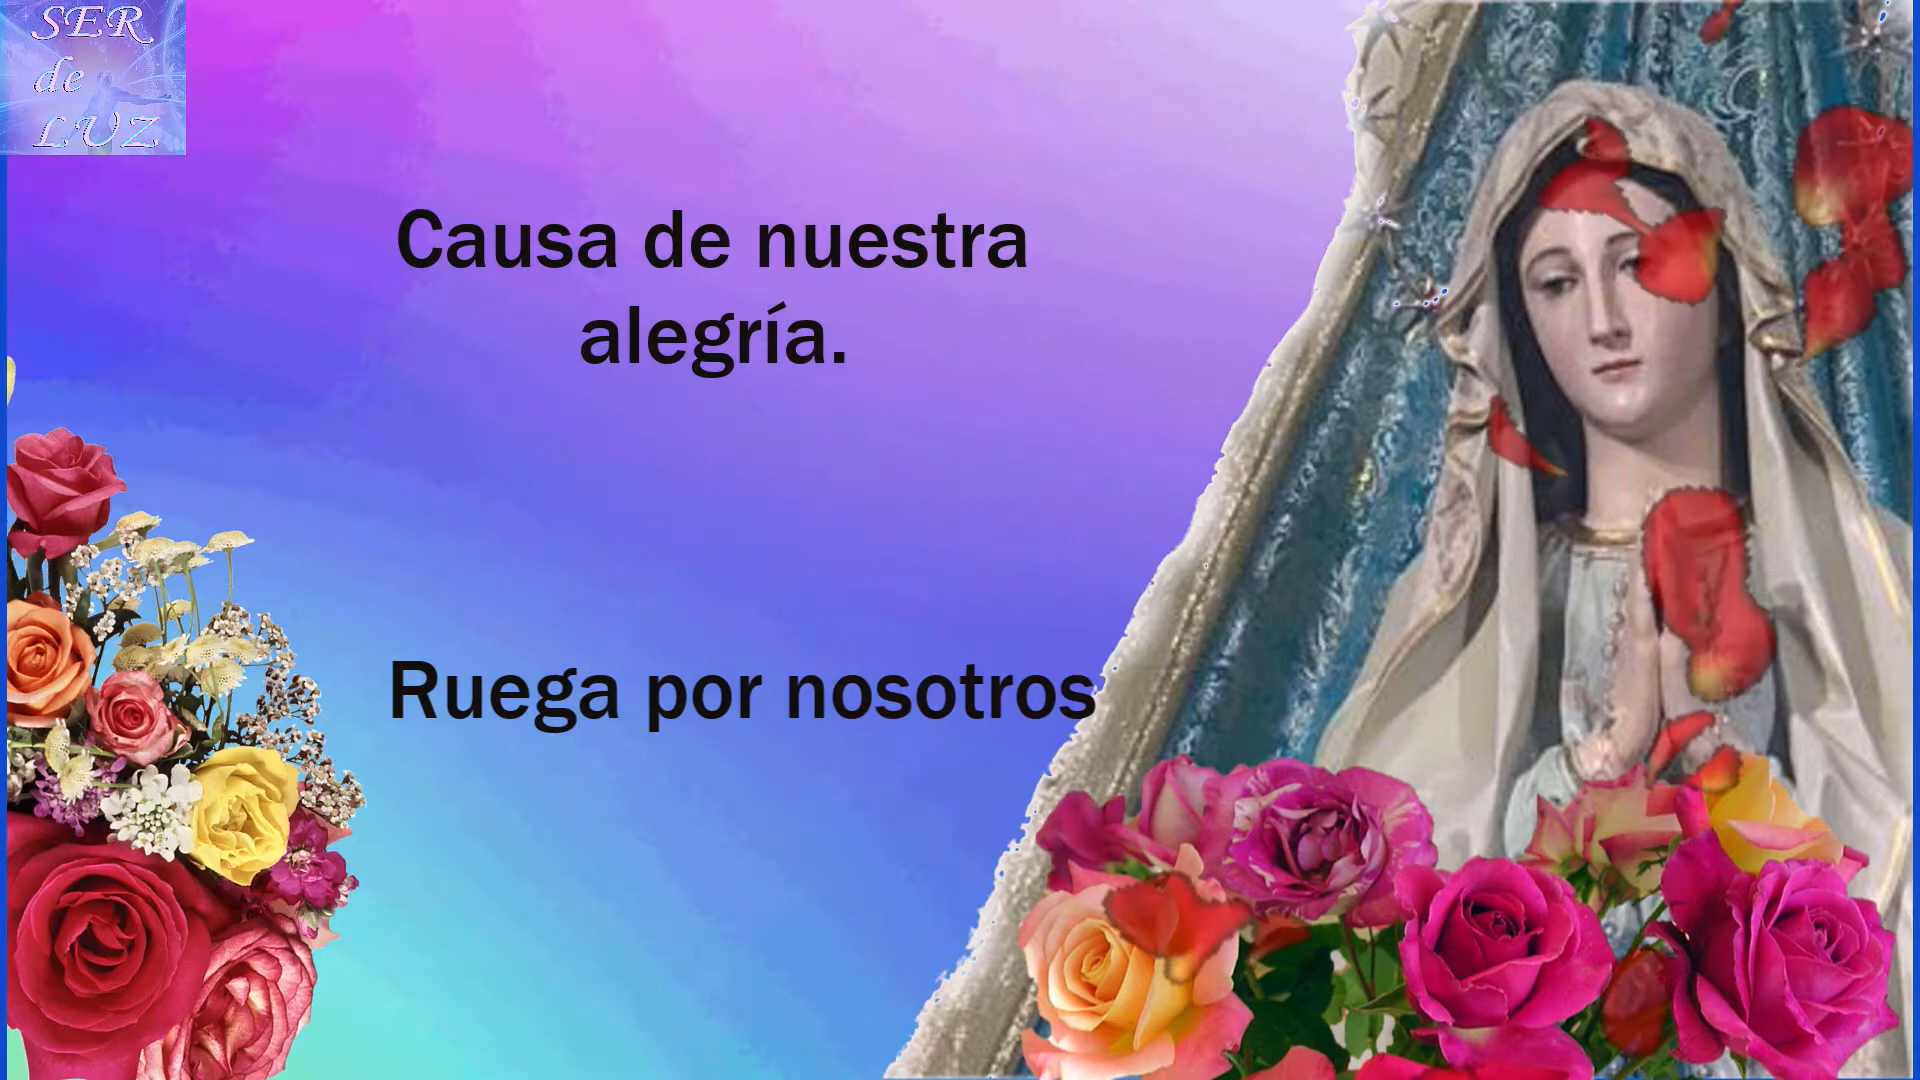 SER
de
LUZ
Causa de nuestra
alegría.
Ruega por nosotros